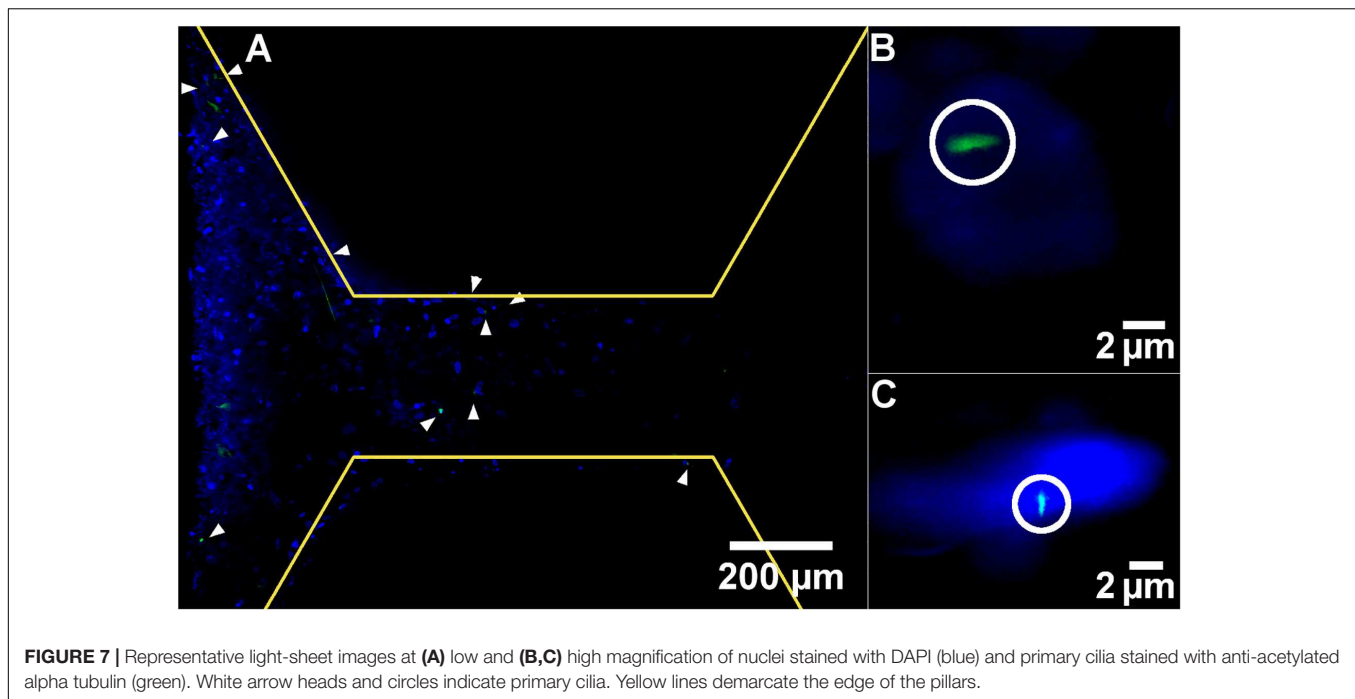 A
B
2 µm
C
200 µm
2 µm
FIGURE 7 | Representative light-sheet images at (A) low and (B,C) high magnification of nuclei stained with DAPI (blue) and primary cilia stained with anti-acetylated
alpha tubulin (green). White arrow heads and circles indicate primary cilia. Yellow lines demarcate the edge of the pillars.